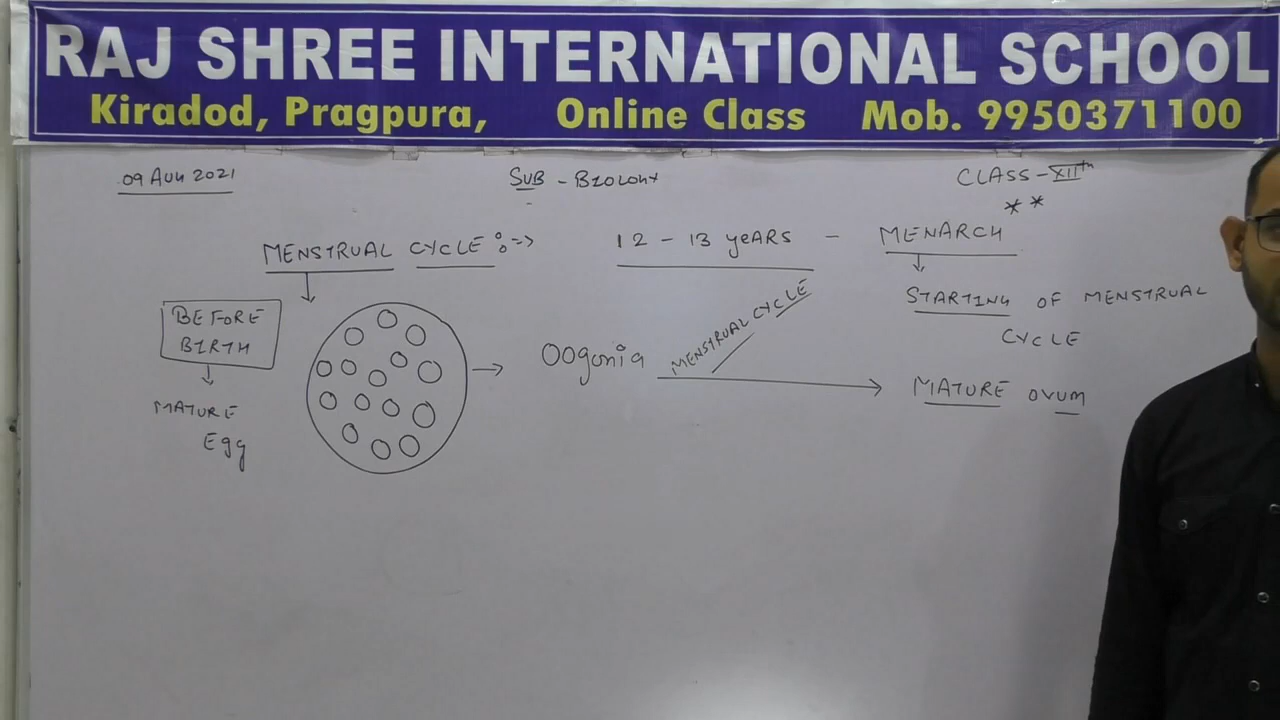 RAJ SHREE INTERNATIONAL SCHOOL
Kiradod, Pragpura, Online Class Mob. 9950371100
09 AUG 2021 SUB - BIOLOGY CLASS - XIIth
**
MENSTRUAL CYCLE :=> 12 - 13 YEARS - MENARCH
STARTING OF MENSTRUAL
CYCLE
BEFORE
BIRTH
MATURE
Egg
Oogonia
MENSTRUAL CYCLE
MATURE OVUM